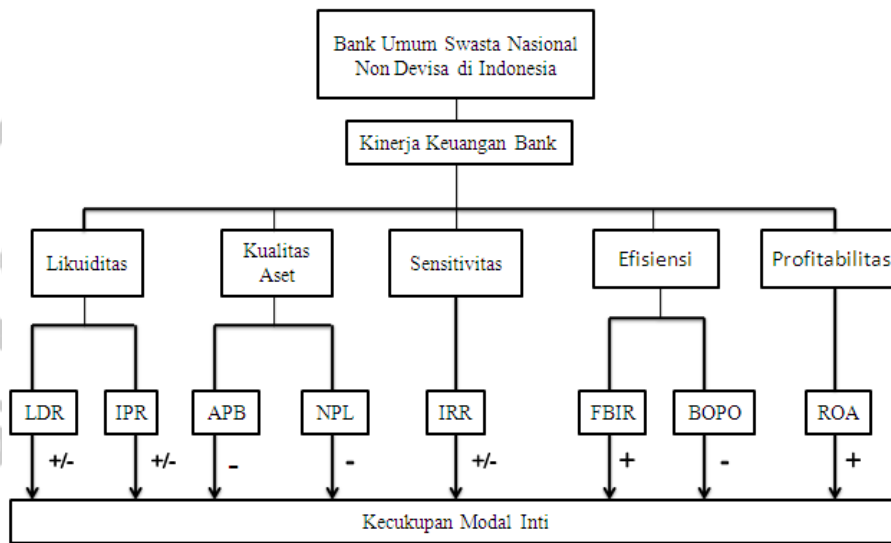 Bank Umum Swasta Nasional
Non Devisa di Indonesia
Kinerja Keuangan Bank
Likuiditas
Kualitas
Aset
Sensitivitas
Efisiensi
Profitabilitas
LDR
IPR
APB
NPL
IRR
FBIR
BOPO
ROA
+/-
+/-
-
-
+/-
+
-
+
Kecukupan Modal Inti